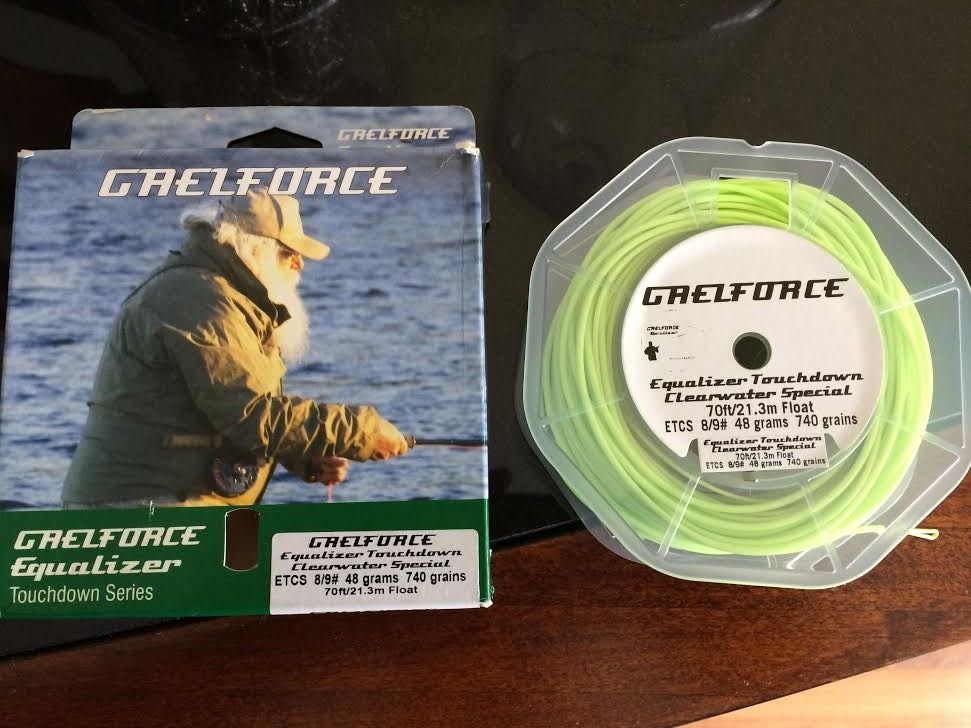 GAELFORCE
GAELFORCE
GAELFORCE
Equalizer
Touchdown Series
GAELFORCE
Equalizer Touchdown
Clearwater Special
ETCS 8/9# 48 grams 740 grains
70ft/21.3m Float
GAELFORCE
GAELFORCE
Equalizer
Equalizer Touchdown
Clearwater Special
70ft/21.3m Float
ETCS 8/9# 48 grams 740 grains
Equalizer Touchdown
Clearwater Special
70ft/21.3m Float
ETCS 8/9# 48 grams 740 grains